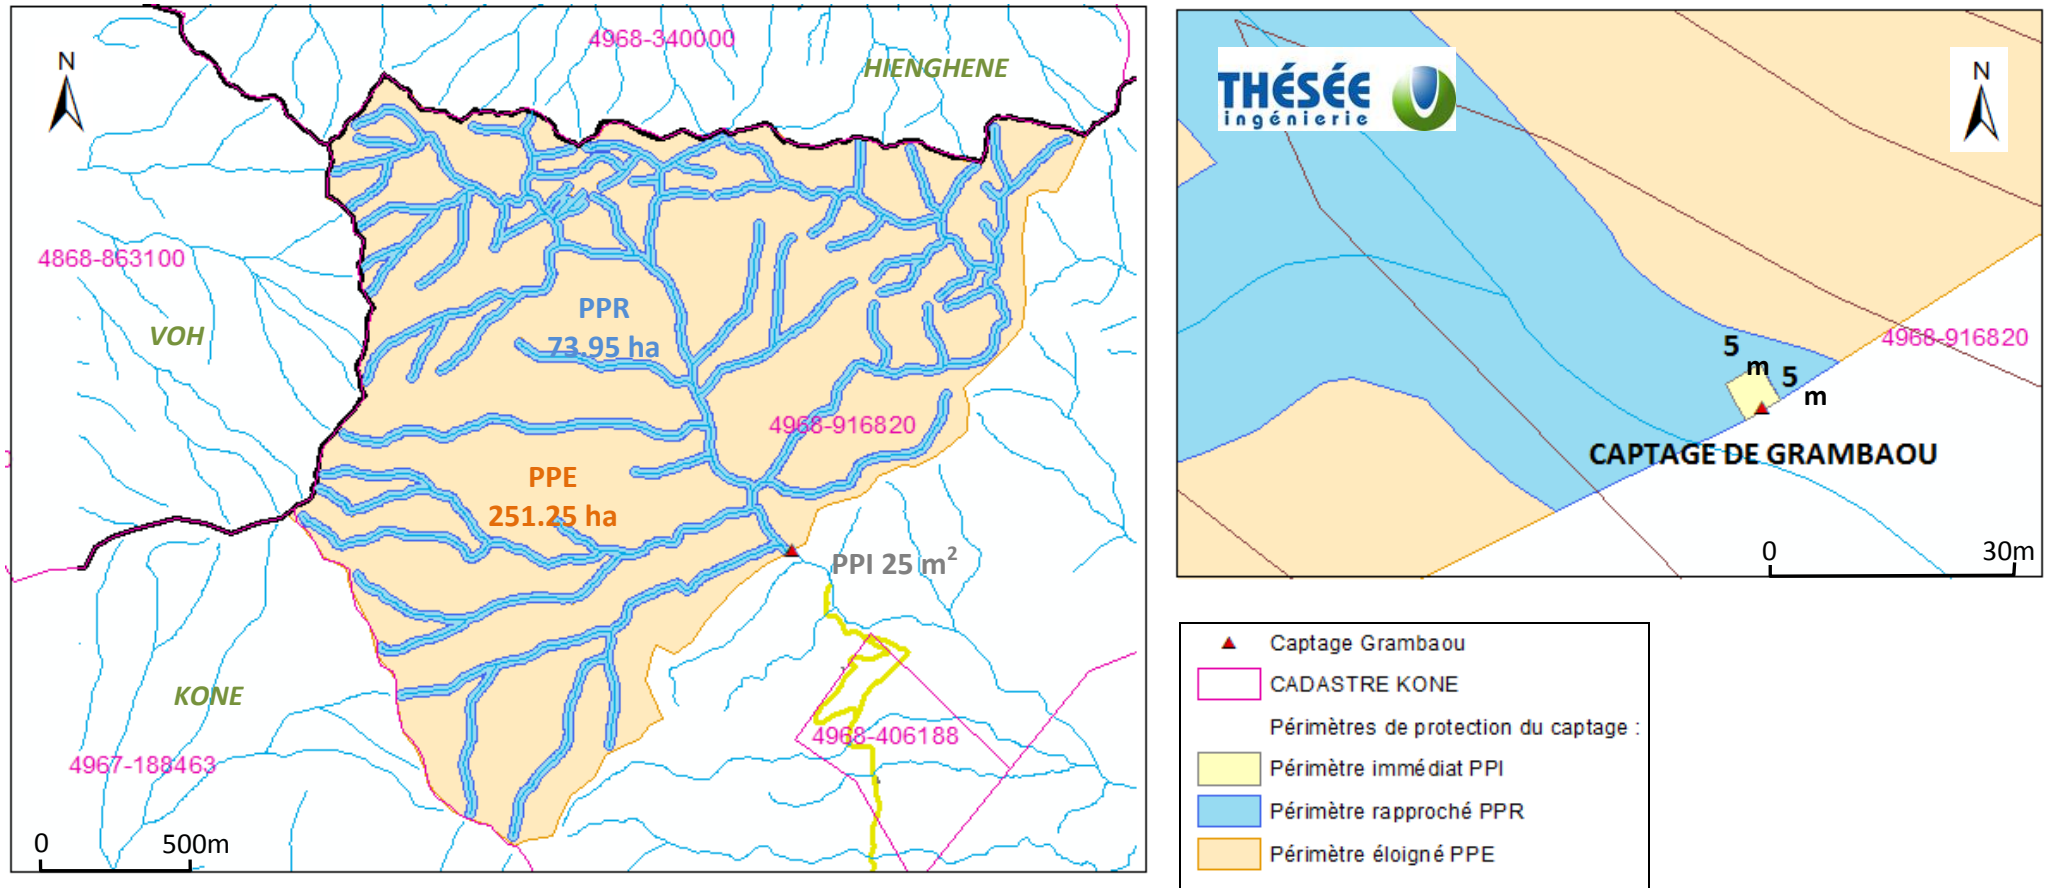 4968-340000
HIENGHENE
N
4868-863100
VOH
PPR
73.95 ha
4968-916820
PPE
251.25 ha
PPI 25 m²
KONE
4967-188463
4968-406188
0 500m
THÉSÉE
ingénierie
N
4968-916820
5
m
5
m
CAPTAGE DE GRAMBAOU
0 30m
Captage Grambaou
CADASTRE KONE
Périmètres de protection du captage :
Périmètre immédiat PPI
Périmètre rapproché PPR
Périmètre éloigné PPE